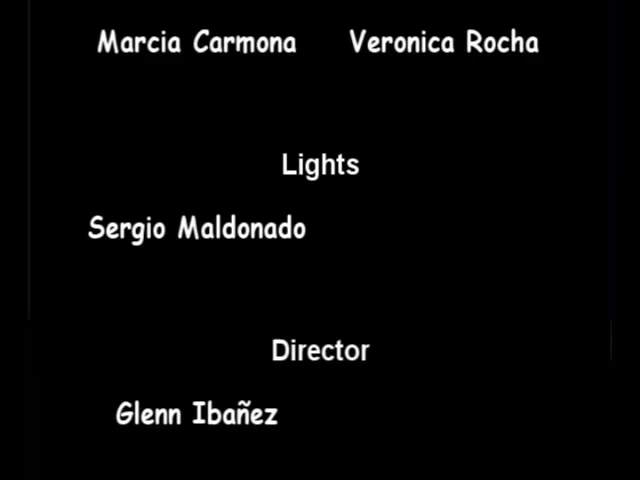 Marcia Carmona Veronica Rocha
Lights
Sergio Maldonado
Director
Glenn Ibañez